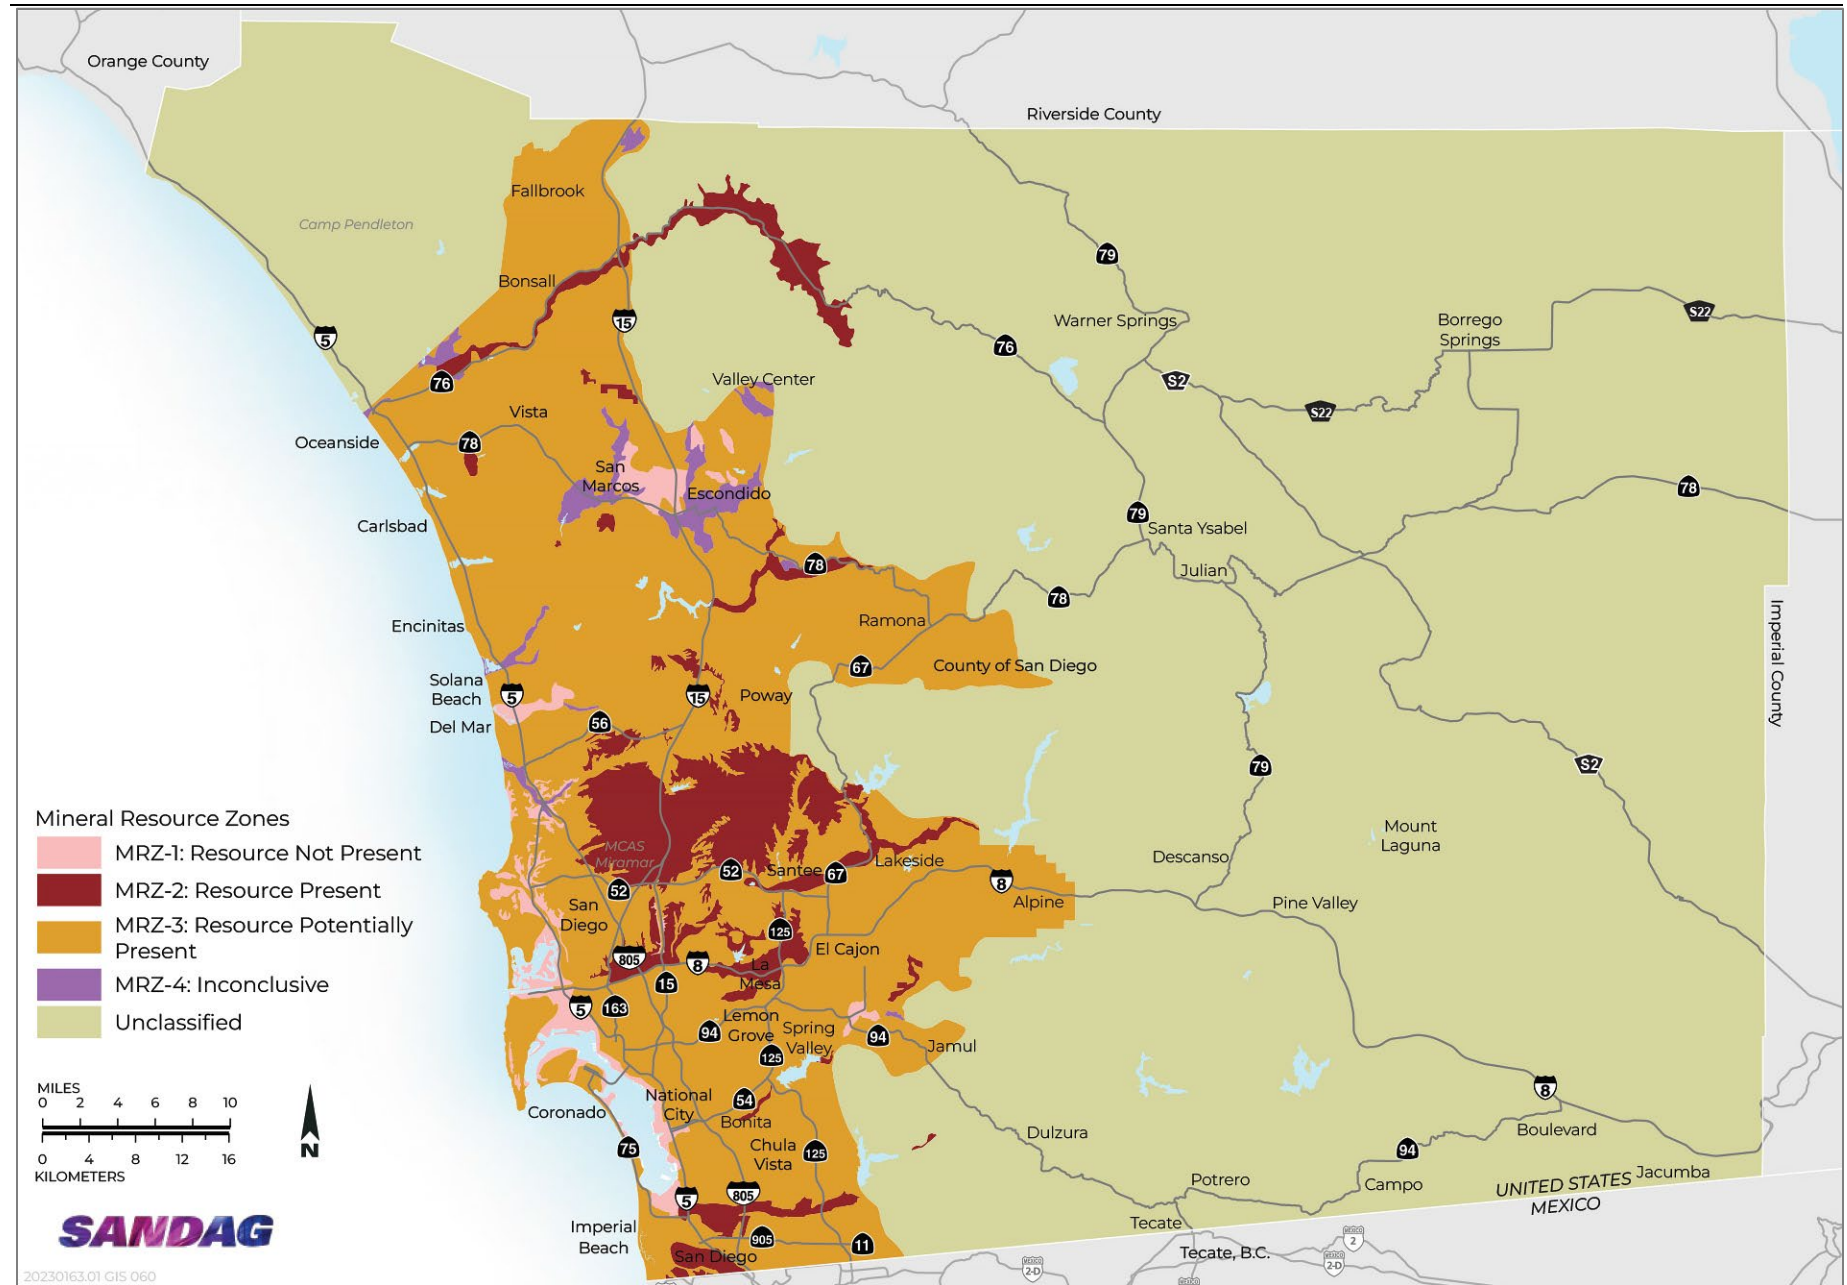 Orange County
Riverside County
Fallbrook
Camp Pendleton
79
Bonsall
15
Warner Springs
Borrego
Springs
S22
5
76
76
Valley Center
S2
S22
Vista
Oceanside
78
San
Marcos
Escondido
78
Carlsbad
79
Santa Ysabel
78
Julian
78
Imperial County
Encinitas
Ramona
67
County of San Diego
Solana
Beach
5
15
Poway
Del Mar
56
79
S2
Mineral Resource Zones
MRZ-1: Resource Not Present
MRZ-2: Resource Present
MRZ-3: Resource Potentially
Present
MRZ-4: Inconclusive
Unclassified
MCAS
Miramar
Mount
Laguna
Descanso
52
52
Santee
67
Lakeside
8
Alpine
Pine Valley
San
Diego
125
805
8
El Cajon
La
Mesa
15
5
163
94
Lemon
Grove
Spring
Valley
94
Jamul
125
MILES
0 2 4 6 8 10
0 4 8 12 16
KILOMETERS
N
Coronado
National
City
54
Bonita
8
Boulevard
75
Chula
Vista
125
Dulzura
94
Potrero
Campo
UNITED STATES
MEXICO
Jacumba
5
805
Imperial
Beach
San Diego
905
11
Tecate
Tecate, B.C.
MEXICO
2
MEXICO
2-D
MEXICO
2-D
MEXICO
SANDAG
20230163.01 GIS 060